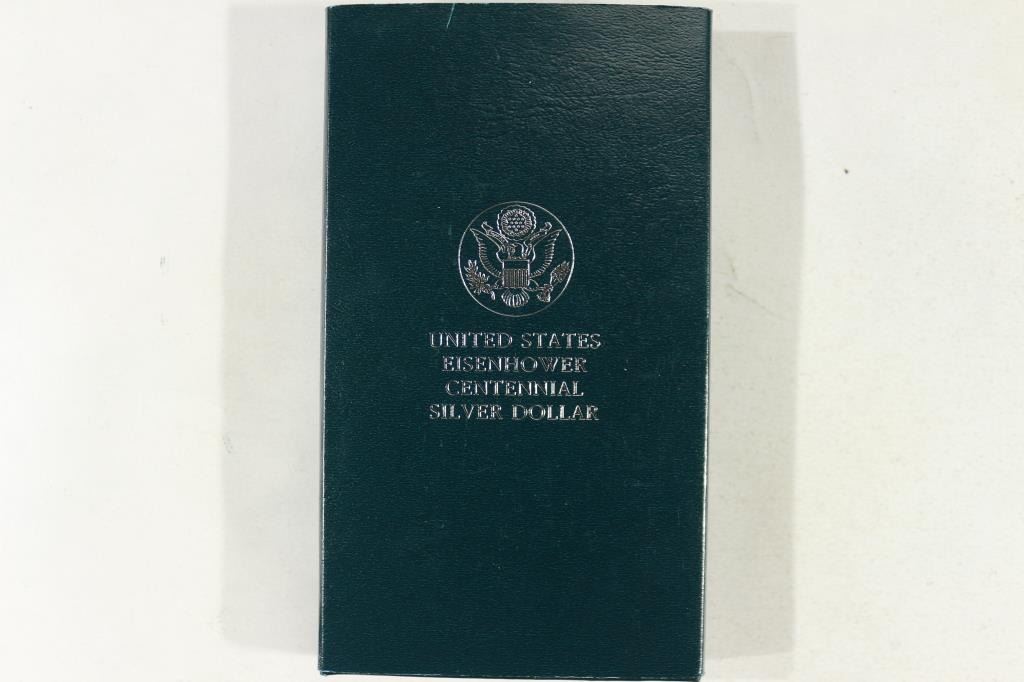 UNITED STATES
EISENHOWER
CENTENNIAL
SILVER DOLLAR